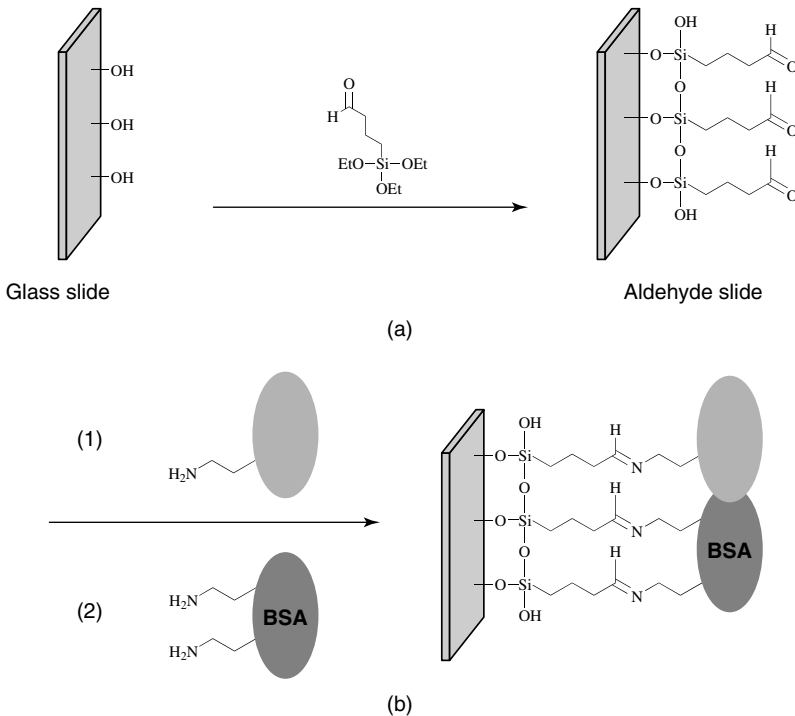 OH
OH
OH
O
H
EtO–Si–OEt
OEt
OH
H
O–Si
O
O
H
O–Si
O
O
H
O–Si
O
OH
Glass slide
Aldehyde slide
(a)
(1)
H₂N
(2)
H₂N
BSA
H₂N
OH
H
O–Si
N
O
H
O–Si
N
BSA
O
H
O–Si
N
OH
(b)